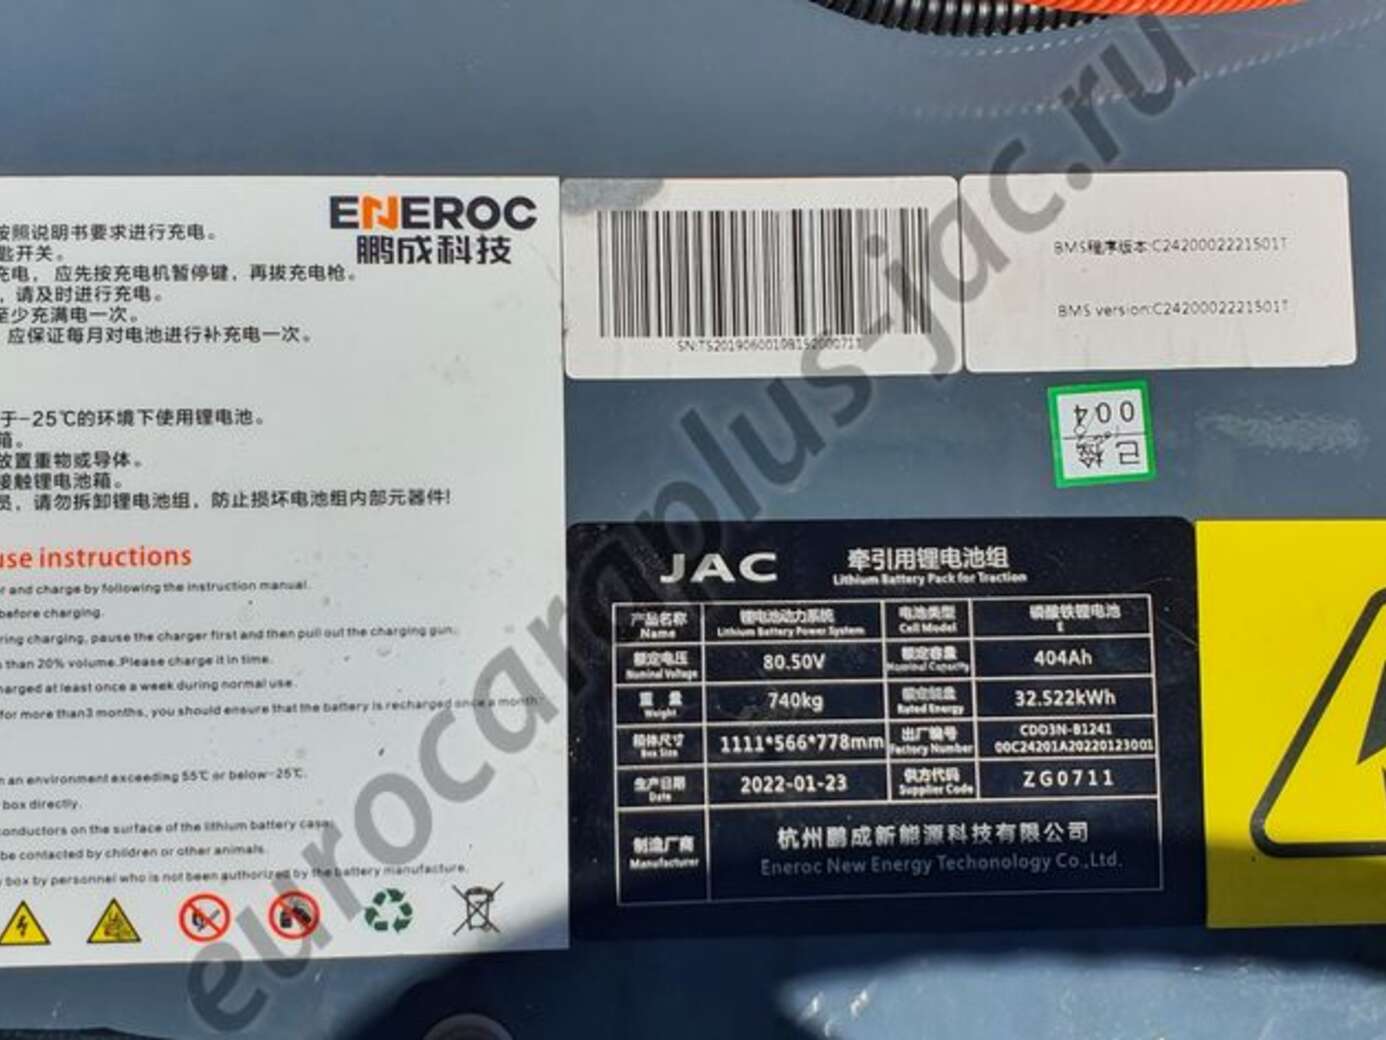 ENEROC
鹏成科技
按照说明书要求进行充电。
匙开关。
充电， 应先按充电机暂停键，再拔充电枪。
，请及时进行充电。
至少充满电一次。
应保证每月对电池进行补充电一次。
于-25℃的环境下使用锂电池。
箱。
放置重物或导体。
接触锂电池箱。
员，请勿拆卸锂电池组，防止损坏电池组内部元器件!
use instructions
r and charge by following the instruction manual.
before charging.
ring charging, pause the charger first and then pull out the charging gun.
s than 20% volume.Please charge it in time.
harged at least once a week during normal use.
for more than3 months, you should ensure that the battery is recharged once a month
n an environment exceeding 55℃ or below-25℃.
box directly.
conductors on the surface of the lithium battery case.
be contacted by children or other animals.
y box by personnel who is not been authorized by the battery manufacture.
SN:TS20190600198152000711
BMS程序版本:C2420002221501T
BMS version:C2420002221501T
004
已检
JAC 牵引用锂电池组
Lithium Battery Pack for Traction
产品名称 锂电池动力系统 电池类型 磷酸铁锂电池
Name Lithium Battery Power System Cell Model E
额定电压 80.50V 额定容量 404Ah
Nominal Voltage Nominal Capacity
重 量 740kg 额定能量 32.522kWh
Weight Rated Energy
箱体尺寸 1111*566*778mm 出厂编号 CDD3N-B1241
Box Size Factory Number 00C24201A20220123001
生产日期 2022-01-23 供方代码 ZG0711
Date Supplier Code
制造厂商 杭州鹏成新能源科技有限公司
Manufacturer Eneroc New Energy Techonology Co.,Ltd.
eurocaraplus-jac.ru